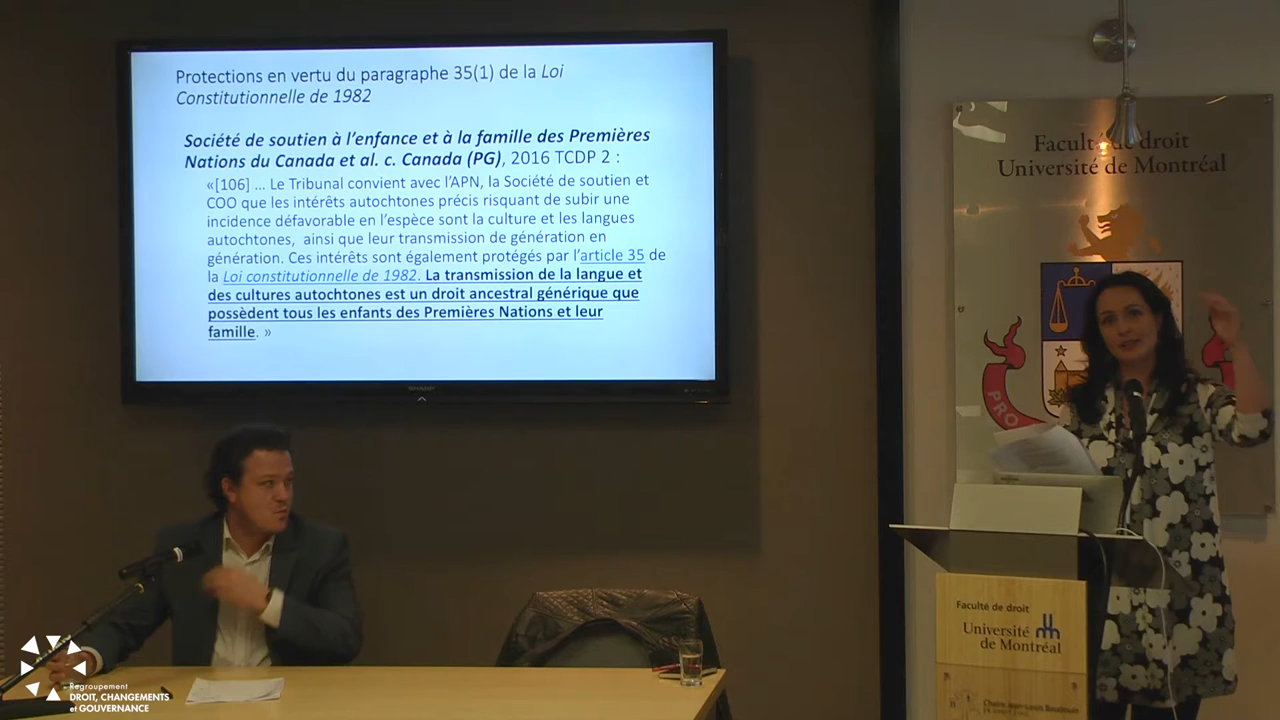 Protections en vertu du paragraphe 35(1) de la Loi
Constitutionnelle de 1982
Société de soutien à l'enfance et à la famille des Premières
Nations du Canada et al. c. Canada (PG), 2016 TCDP 2 :
«[106] ... Le Tribunal convient avec l'APN, la Société de soutien et
COO que les intérêts autochtones précis risquant de subir une
incidence défavorable en l'espèce sont la culture et les langues
autochtones, ainsi que leur transmission de génération en
génération. Ces intérêts sont également protégés par l'article 35 de
la Loi constitutionnelle de 1982. La transmission de la langue et
des cultures autochtones est un droit ancestral générique que
possèdent tous les enfants des Premières Nations et leur
famille. »
SHARP
Faculté de droit
Université de Montréal
PRO
Faculté de droit
Université
de Montréal
Chaire Jean-Louis Baudouin
Regroupement
DROIT, CHANGEMENTS
et GOUVERNANCE